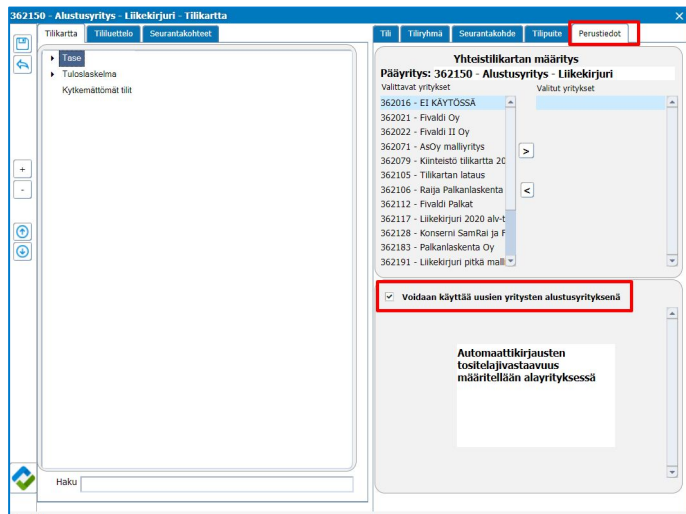 362150 - Alustusyritys - Liikekirjuri - Tilikartta
Tilikartta Tililuettelo Seurantakohteet
Tase
Tuloslaskelma
Kytkemättömät tilit
Haku
Tili Tiliryhmä Seurantakohde Tilipuite Perustiedot
Yhteistilikartan määritys
Pääyritys: 362150 - Alustusyritys - Liikekirjuri
Valittavat yritykset Valitut yritykset
362016 - EI KÄYTÖSSÄ
362021 - Fivaldi Oy
362022 - Fivaldi II Oy
362071 - AsOy malliyritys
362079 - Kiinteistö tilikartta 20
362105 - Tilikartan lataus
362106 - Raija Palkanlaskenta
362112 - Fivaldi Palkat
362117 - Liikekirjuri 2020 alv-t
362128 - Konserni SamRai ja F
362183 - Palkanlaskenta Oy
362191 - Liikekirjuri pitkä malli
>
<
Voidaan käyttää uusien yritysten alustusyrityksenä
Automaattikirjausten
tositelajivastaavuus
määritellään alayrityksessä